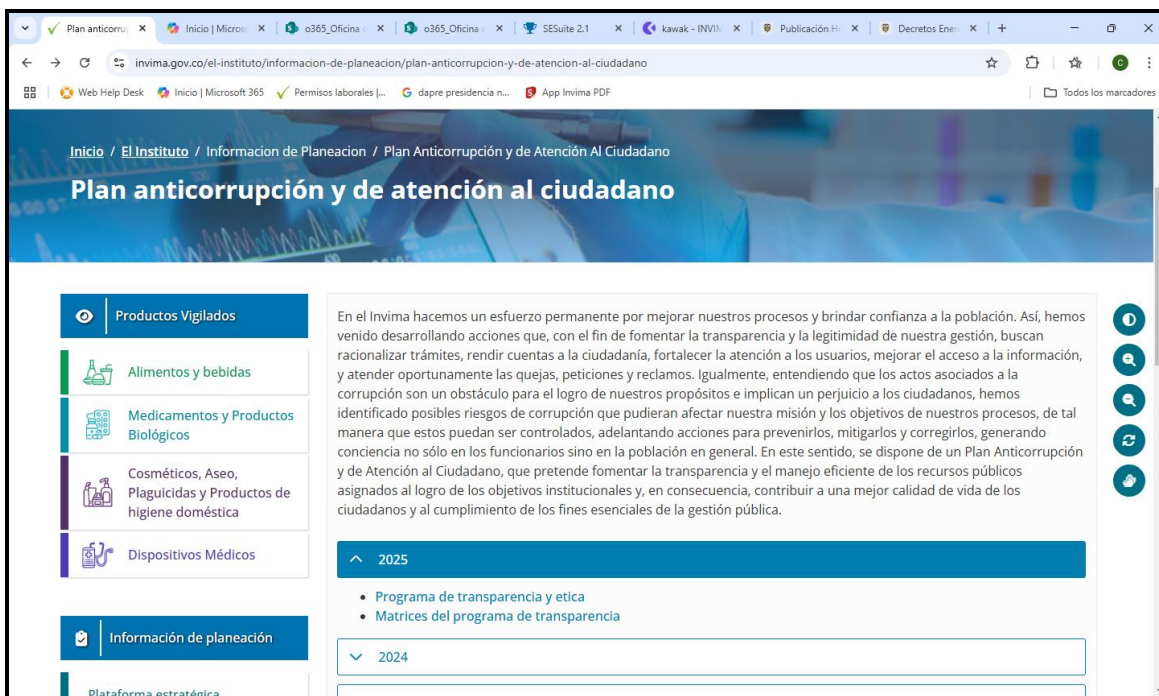 Plan anticorru
Inicio | Micros
o365_Oficina
o365_Oficina
SESuite 2.1
kawak - INVIM
Publicación H
Decretos Ener
invima.gov.co/el-instituto/informacion-de-planeacion/plan-anticorrupcion-y-de-atencion-al-ciudadano
C
Web Help Desk
Inicio | Microsoft 365
Permisos laborales |...
dapre presidencia n...
App Invima PDF
Todos los marcadores
Inicio / El Instituto / Informacion de Planeacion / Plan Anticorrupción y de Atención Al Ciudadano
Plan anticorrupción y de atención al ciudadano
Productos Vigilados
Alimentos y bebidas
Medicamentos y Productos
Biológicos
Cosméticos, Aseo,
Plaguicidas y Productos de
higiene doméstica
Dispositivos Médicos
Información de planeación
Plataforma estratégica
En el Invima hacemos un esfuerzo permanente por mejorar nuestros procesos y brindar confianza a la población. Así, hemos
venido desarrollando acciones que, con el fin de fomentar la transparencia y la legitimidad de nuestra gestión, buscan
racionalizar trámites, rendir cuentas a la ciudadanía, fortalecer la atención a los usuarios, mejorar el acceso a la información,
y atender oportunamente las quejas, peticiones y reclamos. Igualmente, entendiendo que los actos asociados a la
corrupción son un obstáculo para el logro de nuestros propósitos e implican un perjuicio a los ciudadanos, hemos
identificado posibles riesgos de corrupción que pudieran afectar nuestra misión y los objetivos de nuestros procesos, de tal
manera que estos puedan ser controlados, adelantando acciones para prevenirlos, mitigarlos y corregirlos, generando
conciencia no sólo en los funcionarios sino en la población en general. En este sentido, se dispone de un Plan Anticorrupción
y de Atención al Ciudadano, que pretende fomentar la transparencia y el manejo eficiente de los recursos públicos
asignados al logro de los objetivos institucionales y, en consecuencia, contribuir a una mejor calidad de vida de los
ciudadanos y al cumplimiento de los fines esenciales de la gestión pública.
2025
Programa de transparencia y etica
Matrices del programa de transparencia
2024